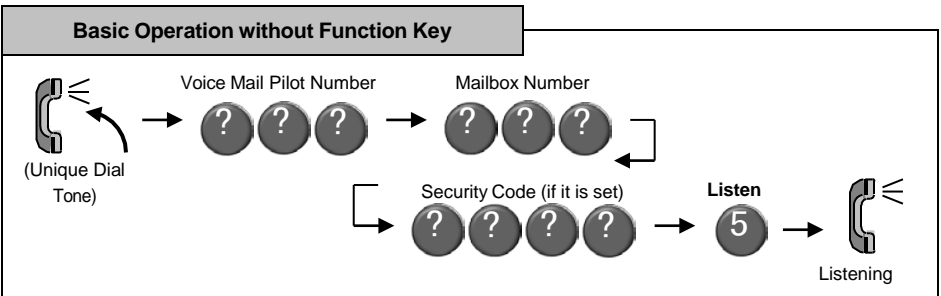 Basic Operation without Function Key
Voice Mail Pilot Number
Mailbox Number
? ? ?
? ? ?
(Unique Dial
Tone)
Security Code (if it is set)
Listen
? ? ? ?
5
Listening